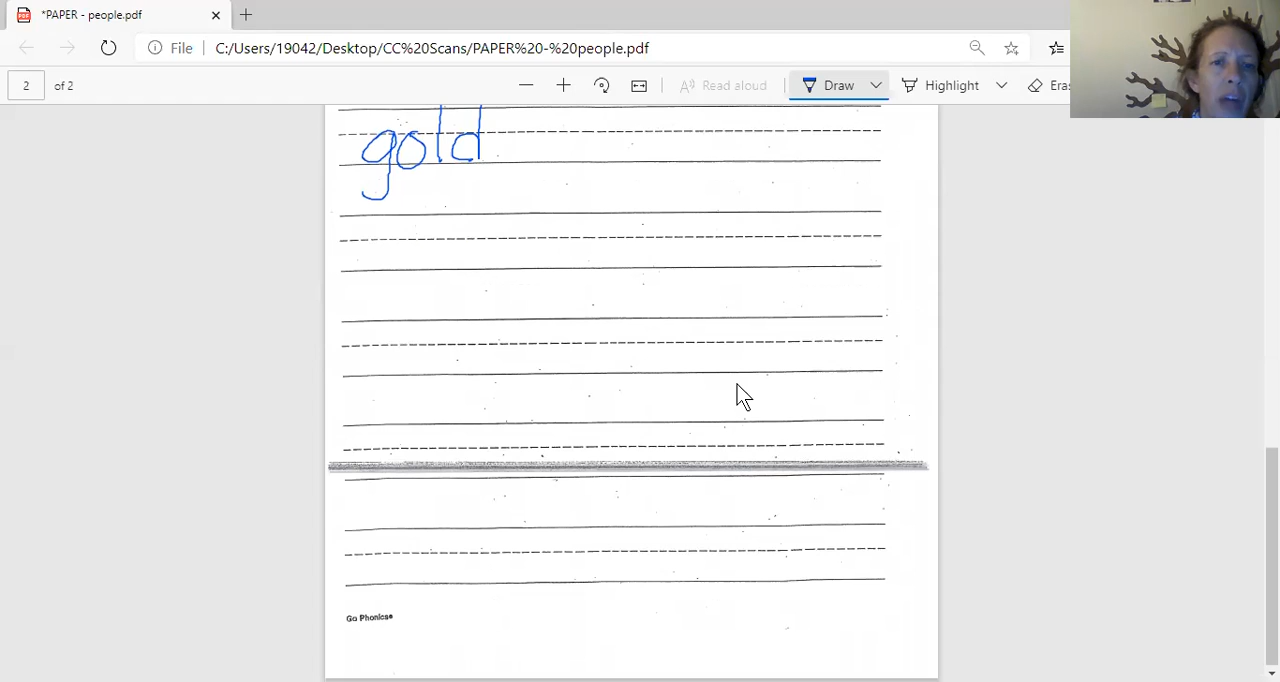 *PAPER - people.pdf
File
C:/Users/19042/Desktop/CC%20Scans/PAPER%20-%20people.pdf
2
of 2
Read aloud
Draw
Highlight
Eras
gold
Go Phonics